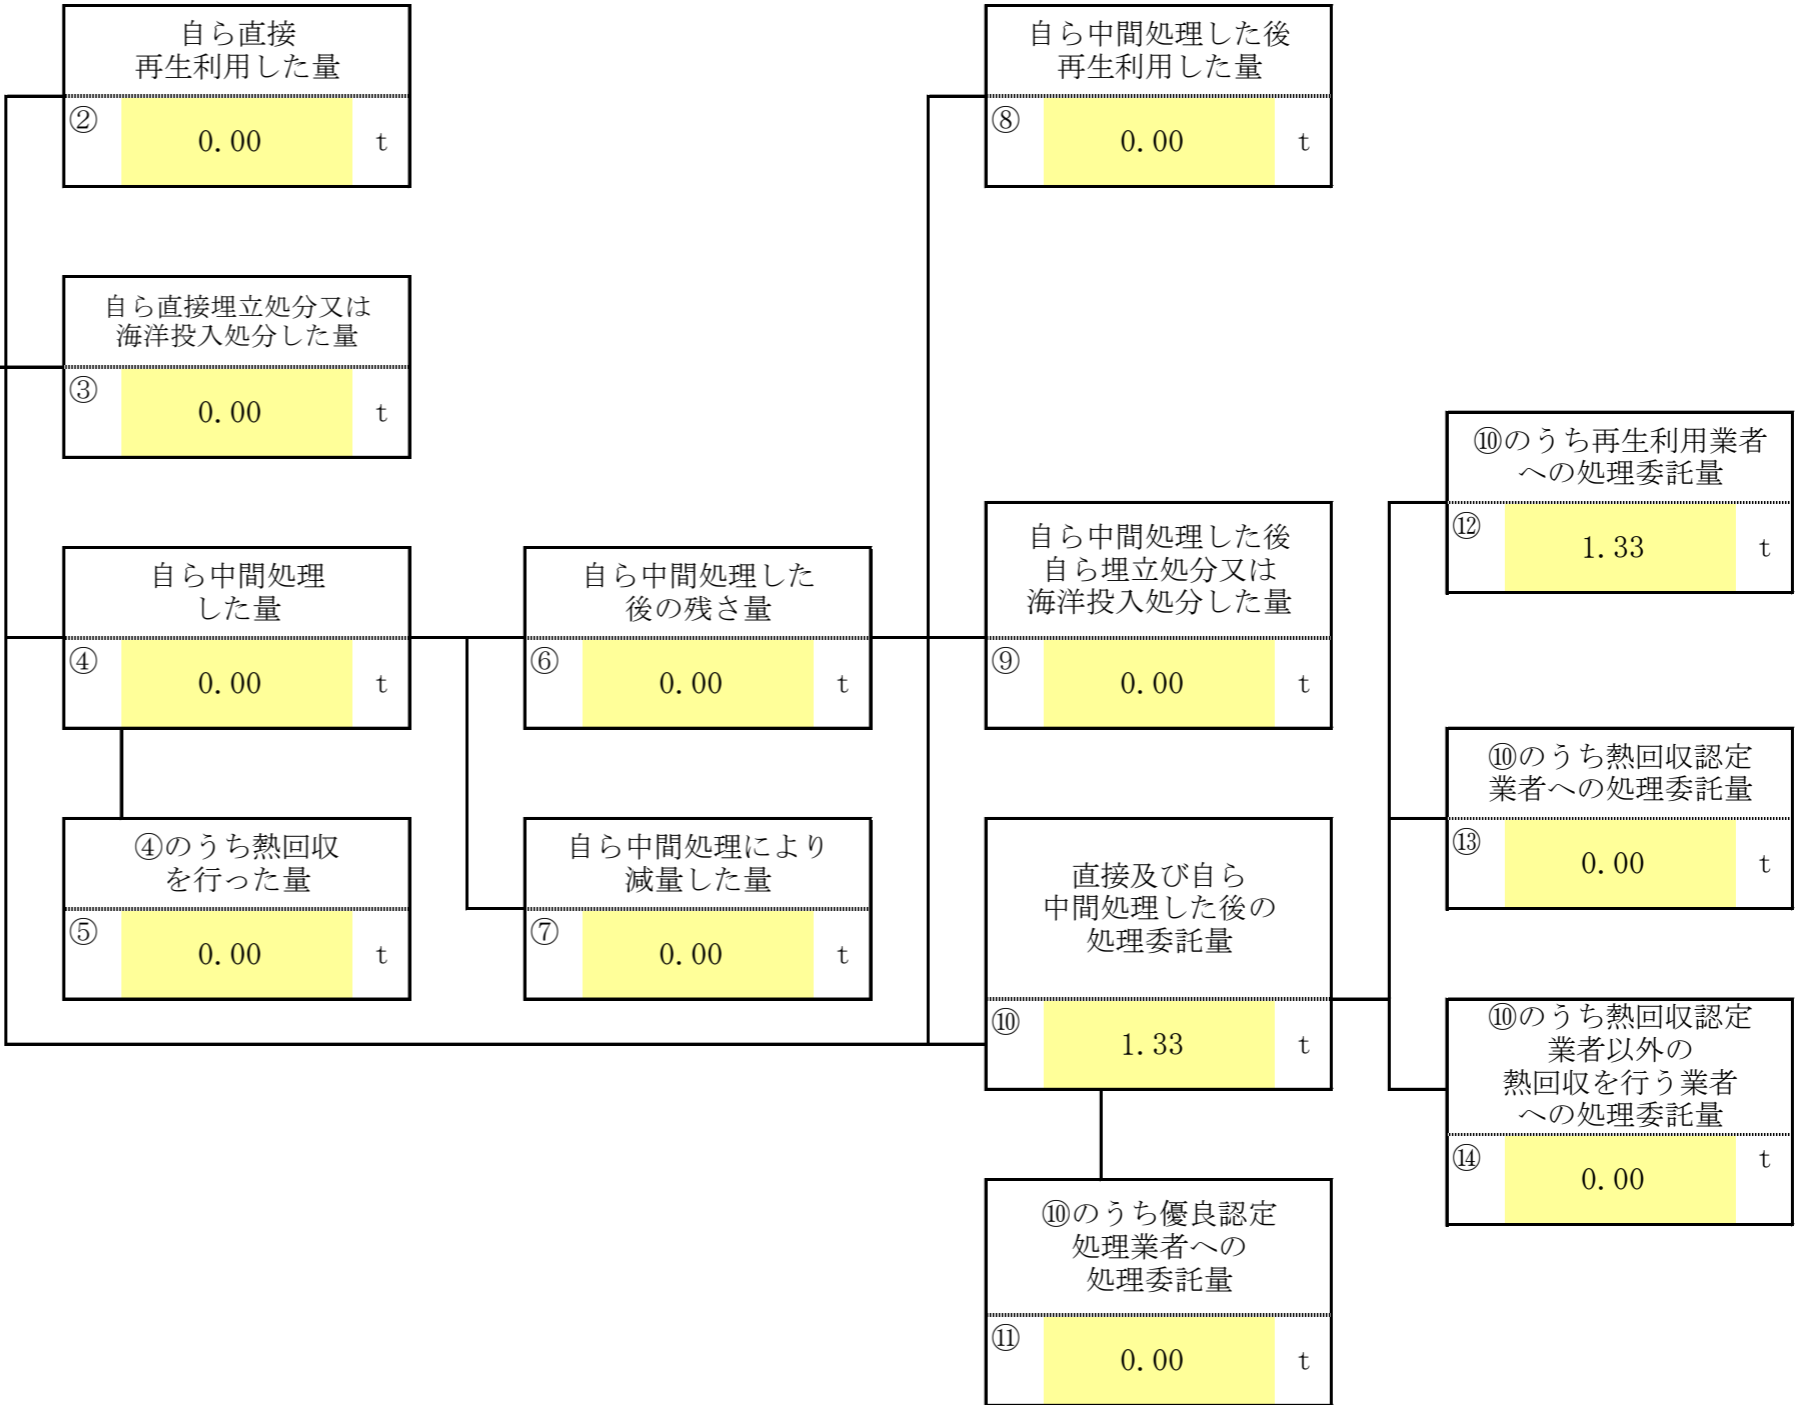 自ら直接
再生利用した量
②
0.00
t
自ら中間処理した後
再生利用した量
⑧
0.00
t
自ら直接埋立処分又は
海洋投入処分した量
③
0.00
t
⑩のうち再生利用業者
への処理委託量
⑫
1.33
t
自ら中間処理
した量
④
0.00
t
自ら中間処理した
後の残さ量
⑥
0.00
t
自ら中間処理した後
自ら埋立処分又は
海洋投入処分した量
⑨
0.00
t
⑩のうち熱回収認定
業者への処理委託量
⑬
0.00
t
④のうち熱回収
を行った量
⑤
0.00
t
自ら中間処理により
減量した量
⑦
0.00
t
直接及び自ら
中間処理した後の
処理委託量
⑩
1.33
t
⑩のうち熱回収認定
業者以外の
熱回収を行う業者
への処理委託量
⑭
0.00
t
⑩のうち優良認定
処理業者への
処理委託量
⑪
0.00
t